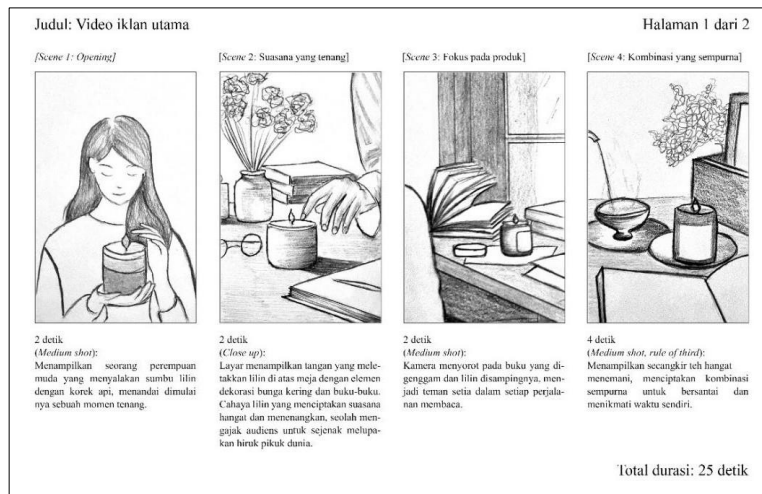 Judul: Video iklan utama
Halaman 1 dari 2
[Scene 1: Opening]
[Scene 2: Suasana yang tenang]
[Scene 3: Fokus pada produk]
[Scene 4: Kombinasi yang sempurna]
2 detik
(Medium shot):
Menampilkan seorang perempuan
muda yang menyalakan sumbu lilin
dengan korek api, menandai dimulai
nya sebuah momen tenang.
2 detik
(Close up):
Layar menampilkan tangan yang mele-
takkan lilin di atas meja dengan elemen
dekorasi bunga kering dan buku-buku.
Cahaya lilin yang menciptakan suasana
hangat dan menenangkan, seolah men-
gajak audiens untuk sejenak melupa-
kan hiruk pikuk dunia.
2 detik
(Medium shot):
Kamera menyorot pada buku yang di-
genggam dan lilin disampingnya, men-
jadi teman setia dalam setiap perjala-
nan membaca.
4 detik
(Medium shot, rule of third):
Menampilkan secangkir teh hangat
menemani, menciptakan kombinasi
sempurna untuk bersantai dan
menikmati waktu sendiri.
Total durasi: 25 detik